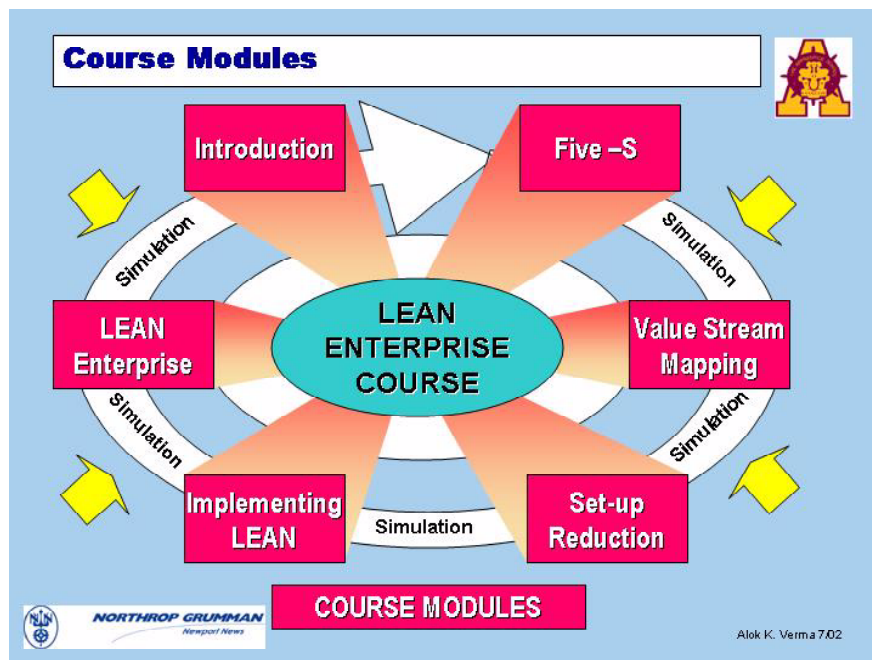 Course Modules
Introduction
Five –S
Simulation
Simulation
LEAN
Enterprise
LEAN
ENTERPRISE
COURSE
Value Stream
Mapping
Simulation
Simulation
Implementing
LEAN
Simulation
Set-up
Reduction
COURSE MODULES
NORTHROP GRUMMAN
Newport News
Alok K. Verma 7/02